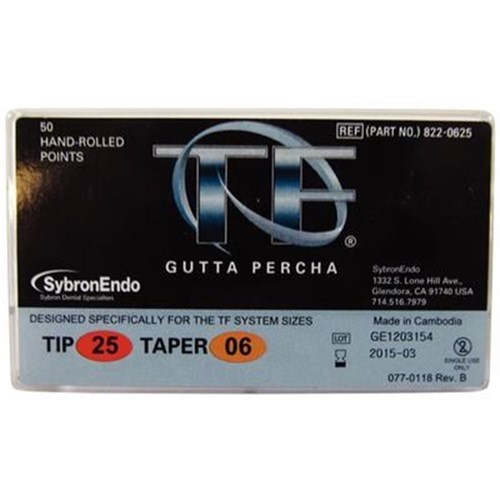 50
HAND-ROLLED
POINTS
REF (PART NO.) 822-0625
TF®
GUTTA PERCHA
SybronEndo
Sybron Dental Specialties
SybronEndo
1332 S. Lone Hill Ave.,
Glendora, CA 91740 USA
714.516.7979
DESIGNED SPECIFICALLY FOR THE TF SYSTEM SIZES
TIP 25 TAPER 06
Made in Cambodia
LOT GE1203154
2015-03
2
SINGLE USE
ONLY
077-0118 Rev. B